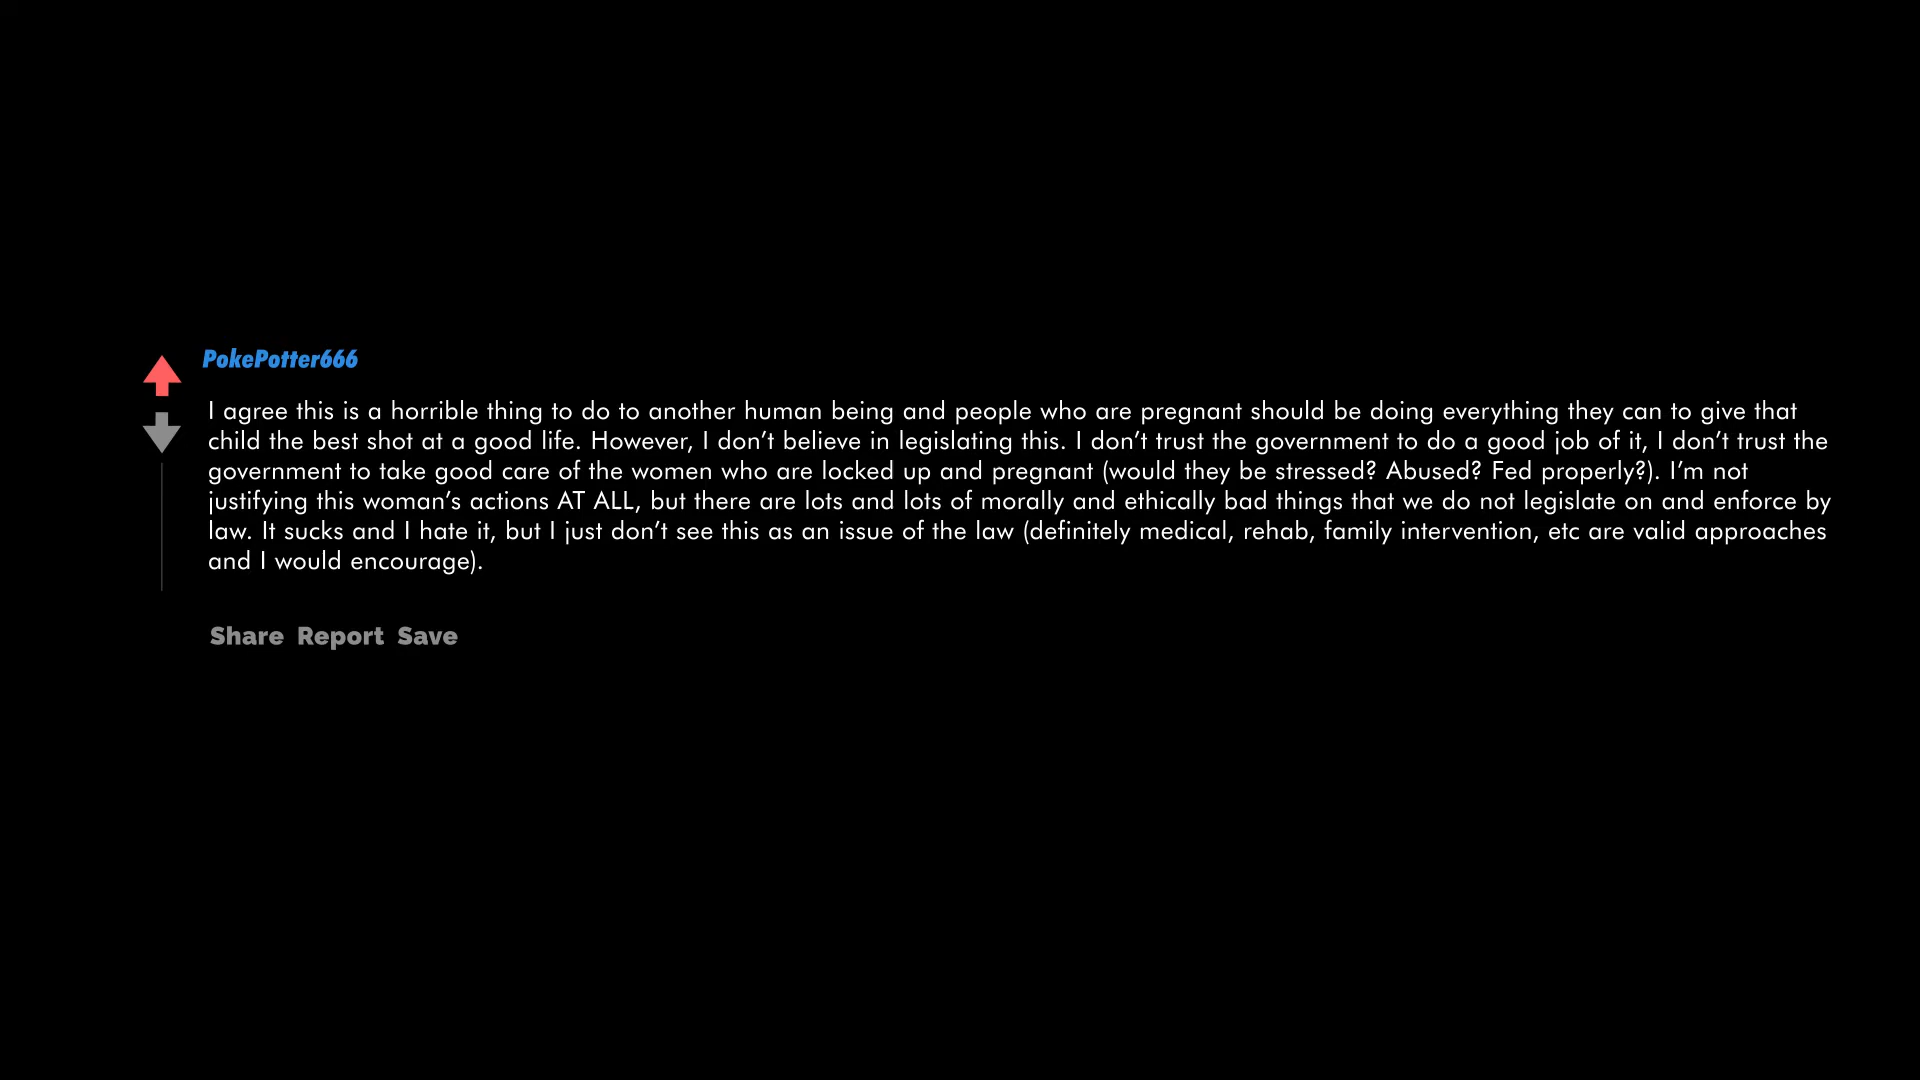 PokePotter666
I agree this is a horrible thing to do to another human being and people who are pregnant should be doing everything they can to give that
child the best shot at a good life. However, I don’t believe in legislating this. I don’t trust the government to do a good job of it, I don’t trust the
government to take good care of the women who are locked up and pregnant (would they be stressed? Abused? Fed properly?). I’m not
justifying this woman’s actions AT ALL, but there are lots and lots of morally and ethically bad things that we do not legislate on and enforce by
law. It sucks and I hate it, but I just don’t see this as an issue of the law (definitely medical, rehab, family intervention, etc are valid approaches
and I would encourage).
Share Report Save